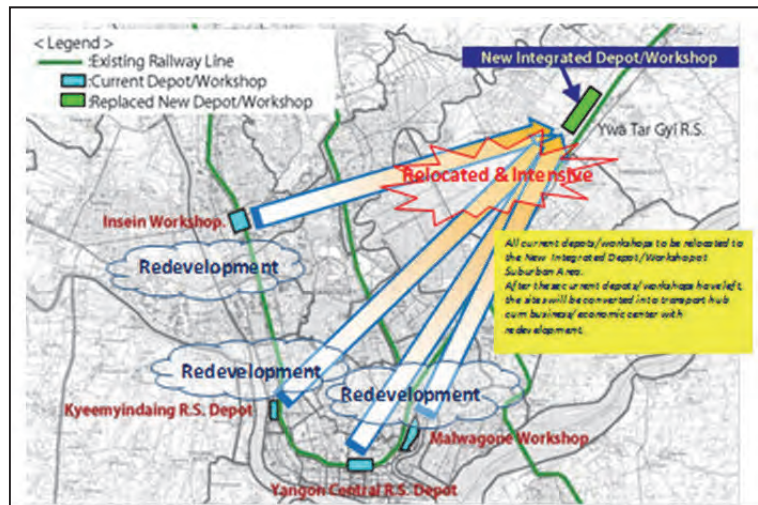 < Legend >
:Existing Railway Line
:Current Depot/Workshop
:Replaced New Depot/Workshop
New Integrated Depot/Workshop
Ywa Tar Gyi R.S.
Relocated & Intensive
Insein Workshop.
Redevelopment
All current depots/workshops to be relocated to
the New Integrated Depot/Workshopat
Suburban Area.
After these current depots/workshops have left,
the sites will be converted into transport hub
cum business/economic center with
redevelopment.
Redevelopment
Redevelopment
Kyeemyindaing R.S. Depot
Malwagone Workshop
Yangon Central R.S. Depot